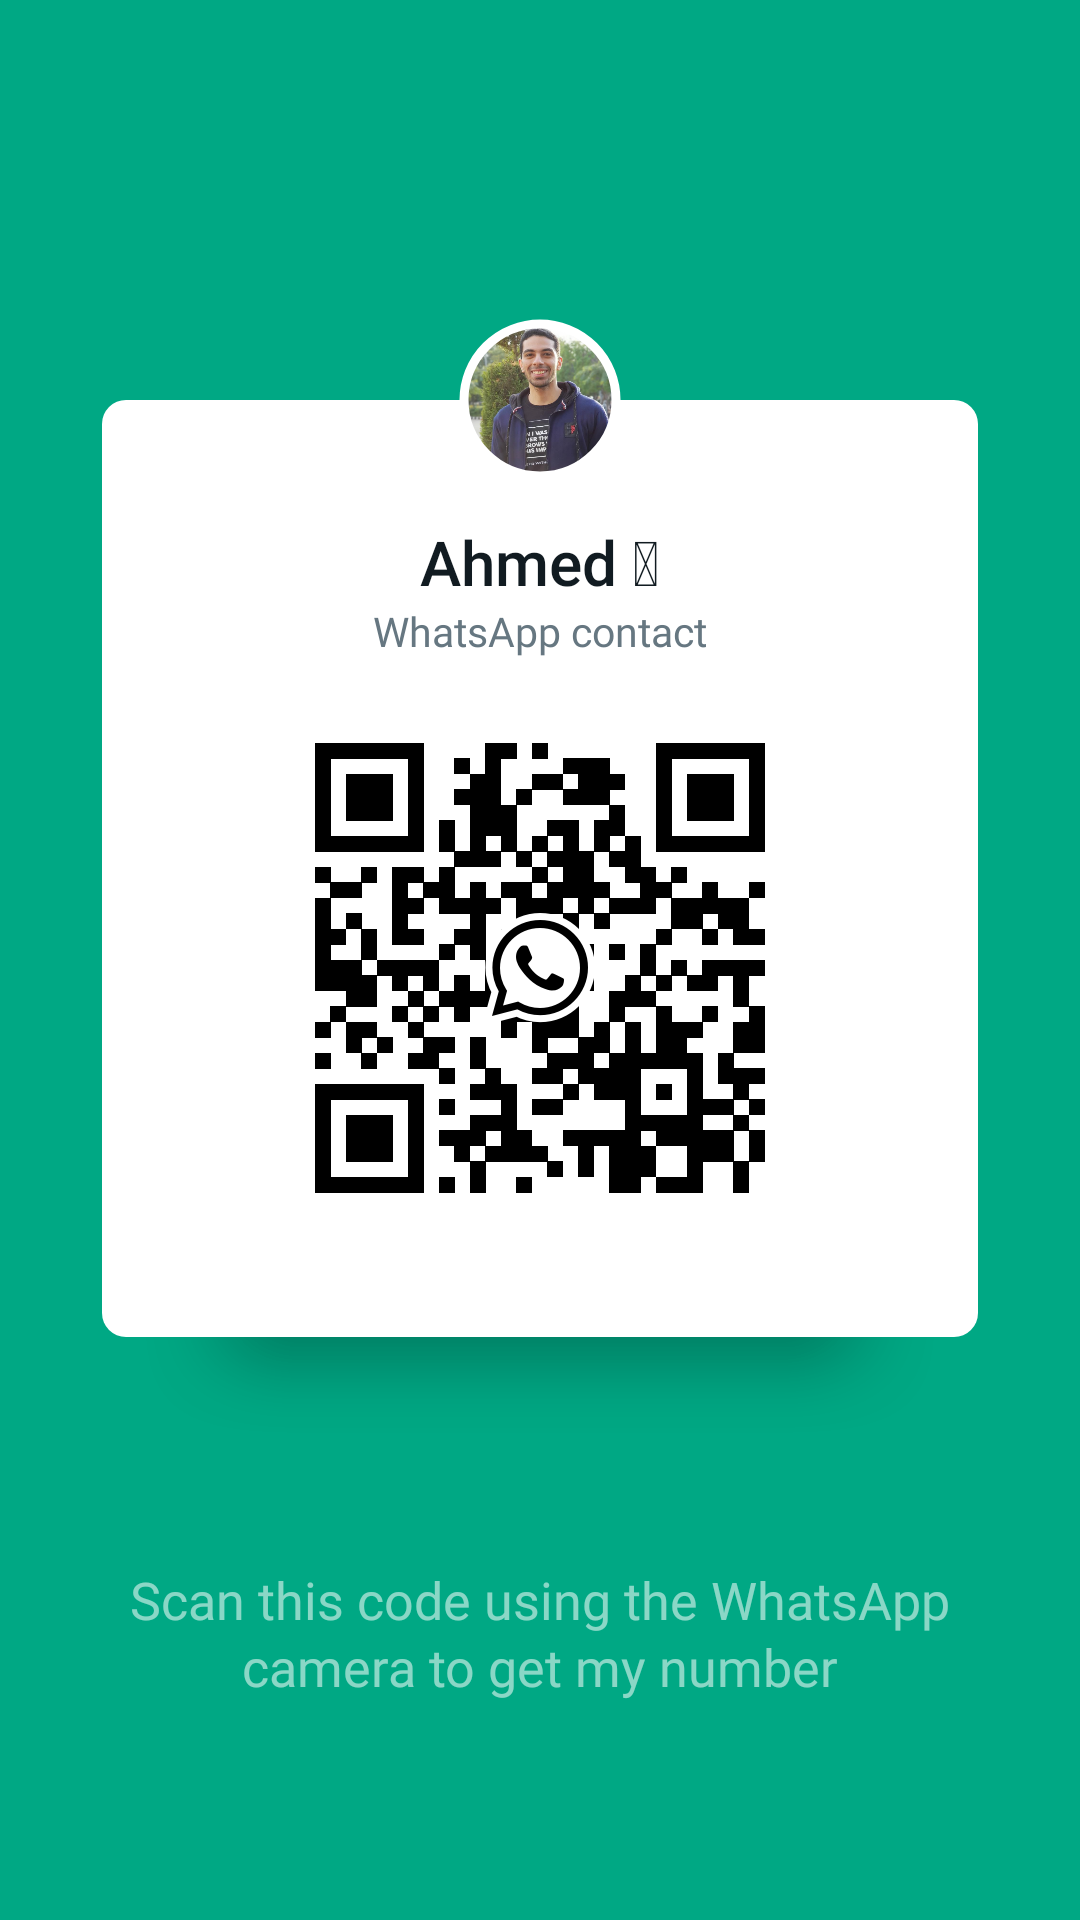 Ahmed
WhatsApp contact
Scan this code using the WhatsApp
camera to get my number